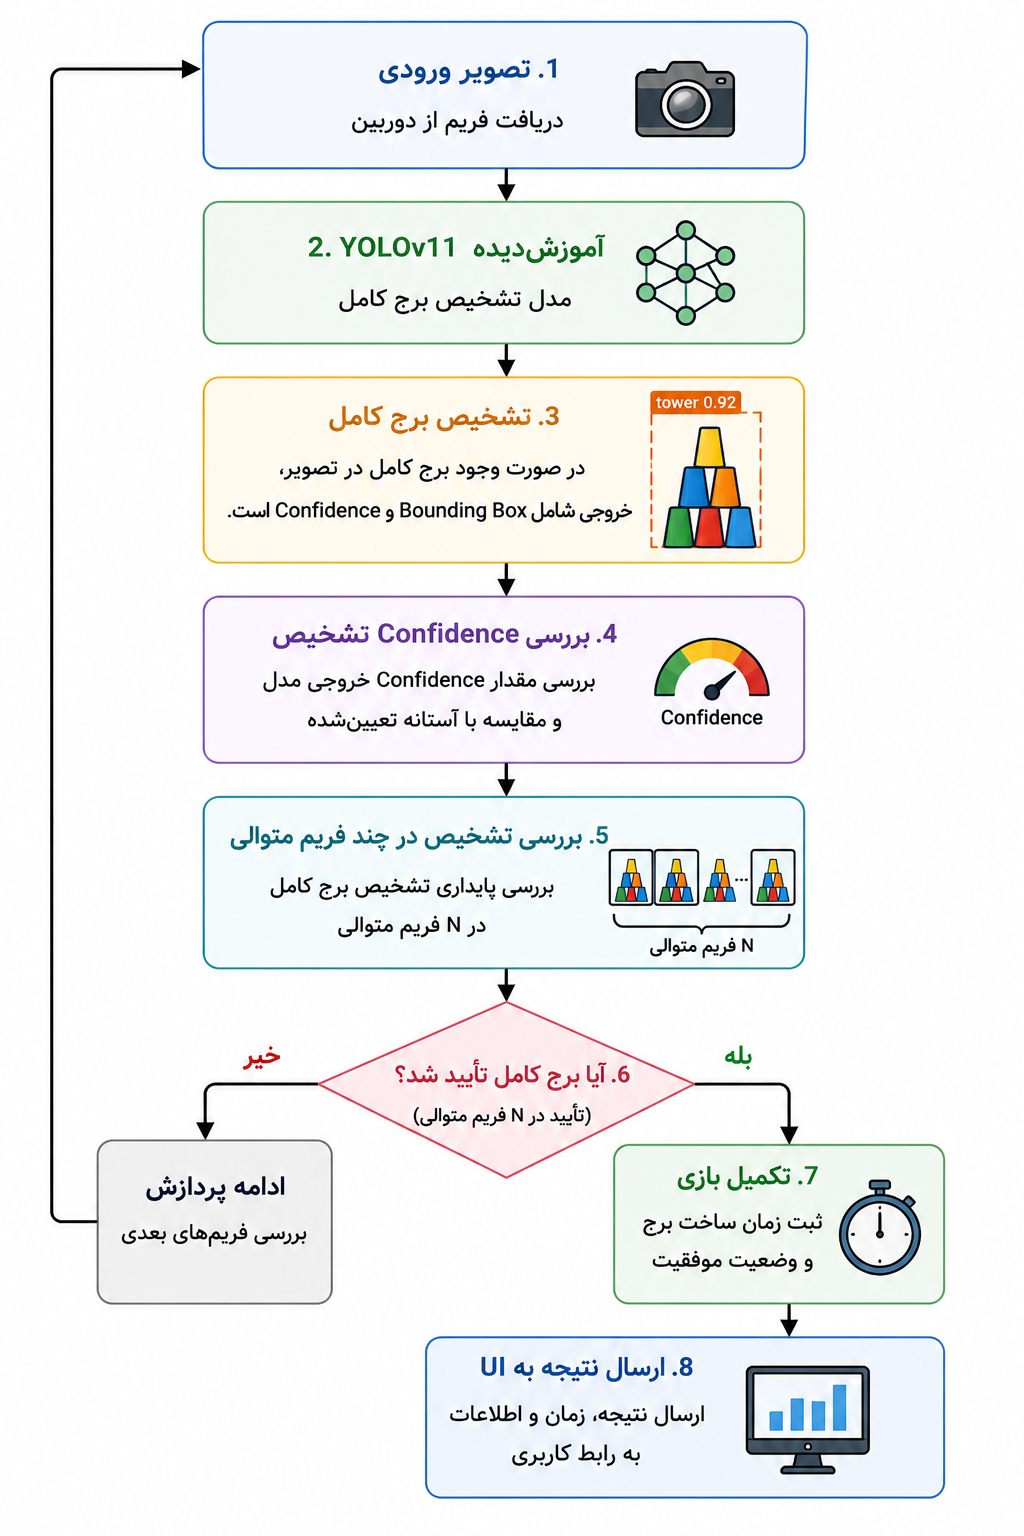 1. تصویر ورودی
دریافت فریم از دوربین
2. YOLOv11 آموزش‌دیده
مدل تشخیص برج کامل
3. تشخیص برج کامل
در صورت وجود برج کامل در تصویر،
خروجی شامل Bounding Box و Confidence است.
tower 0.92
4. بررسی Confidence تشخیص
بررسی مقدار Confidence خروجی مدل
و مقایسه با آستانه تعیین‌شده
Confidence
5. بررسی تشخیص در چند فریم متوالی
بررسی پایداری تشخیص برج کامل
در N فریم متوالی
...
N فریم متوالی
6. آیا برج کامل تأیید شد؟
(تأیید در N فریم متوالی)
بله
خیر
7. تکمیل بازی
ثبت زمان ساخت برج
و وضعیت موفقیت
ادامه پردازش
بررسی فریم‌های بعدی
8. ارسال نتیجه به UI
ارسال نتیجه، زمان و اطلاعات
به رابط کاربری